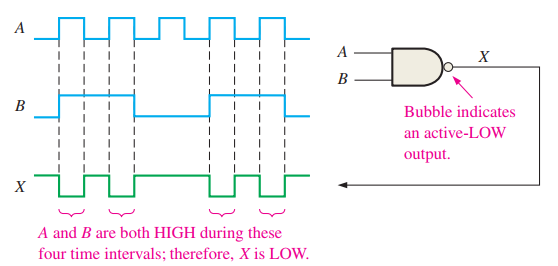 A
B
X
A and B are both HIGH during these
four time intervals; therefore, X is LOW.
A
B
X
Bubble indicates
an active-LOW
output.